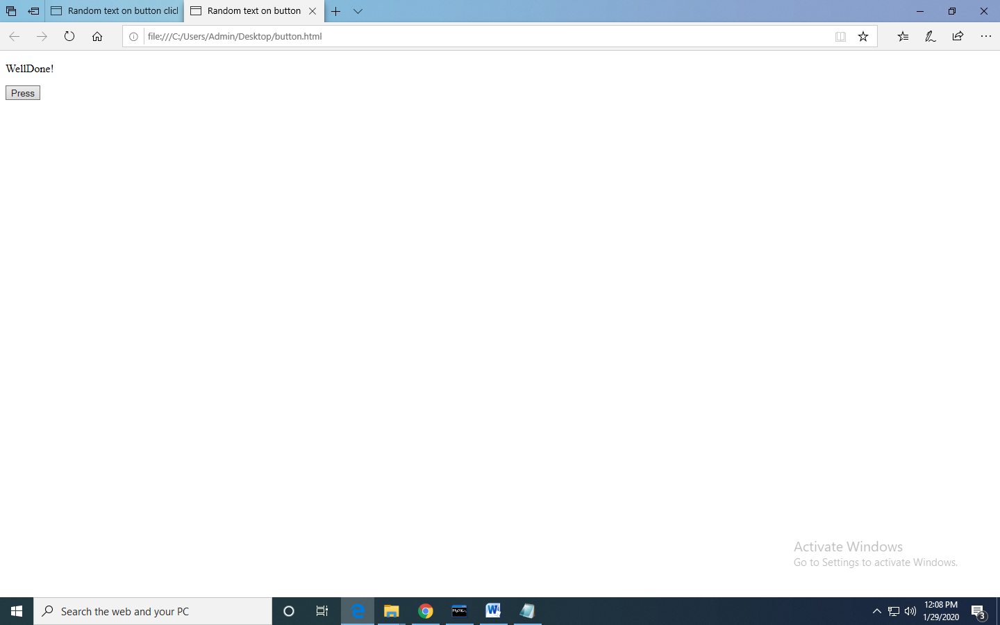 Random text on button clicl
Random text on button
file:///C:/Users/Admin/Desktop/button.html
WellDone!
Press
Activate Windows
Go to Settings to activate Windows.
Search the web and your PC
12:08 PM
1/29/2020
3